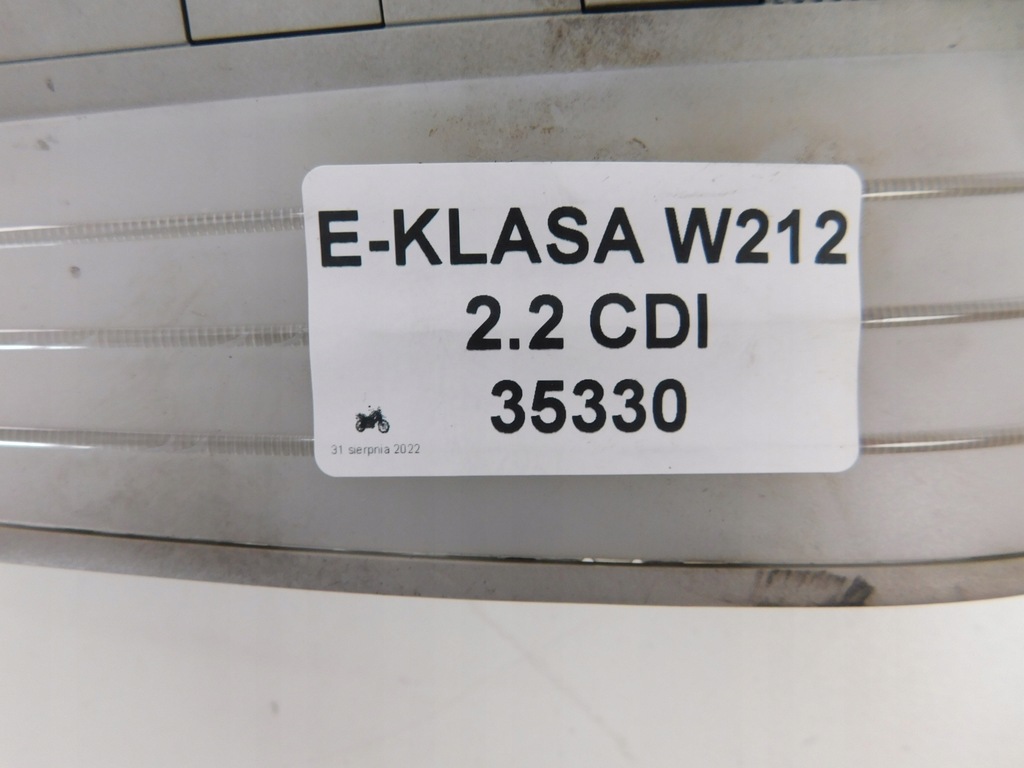 E-KLASA W212
2.2 CDI
35330
31 sierpnia 2022